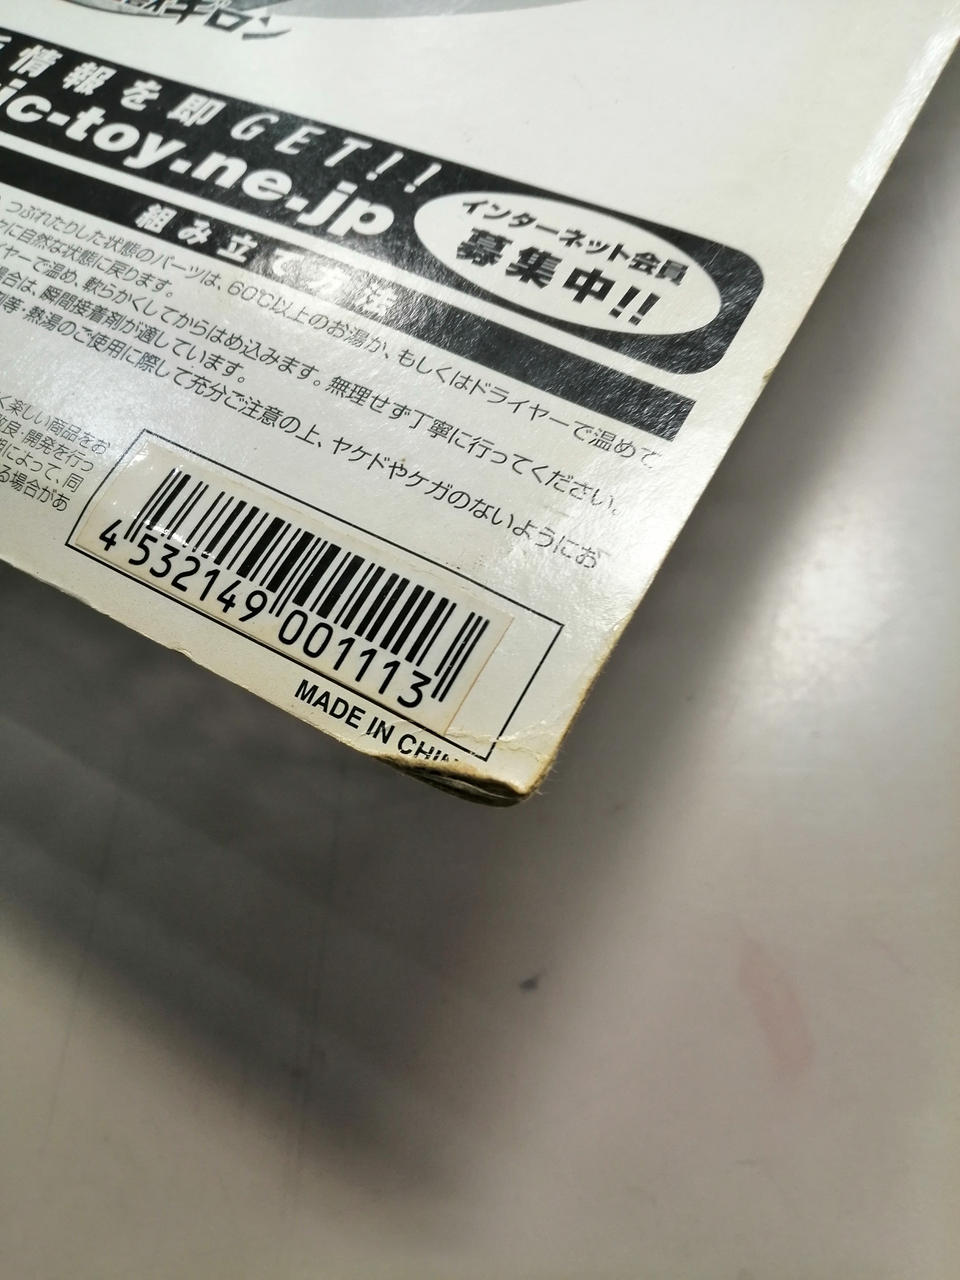 ギロン
情報を即GET!!
ic-toy-ne.jp
インターネット会員
募集中!!
組み立て方法
つぶれたりした状態のパーツは、60℃以上のお湯か、もしくはドライヤーで温めて
に自然な状態に戻ります。
ヤーで温め、軟らかくしてからはめ込みます。無理せず丁寧に行ってください。
場合は、瞬間接着剤が適しています。
等・熱湯のご使用に際して充分ご注意の上、ヤケドやケガのないようにお
く楽しい商品をお
改良・開発を行っ
によって、同
る場合があ
4 532149 001113
MADE IN CHI